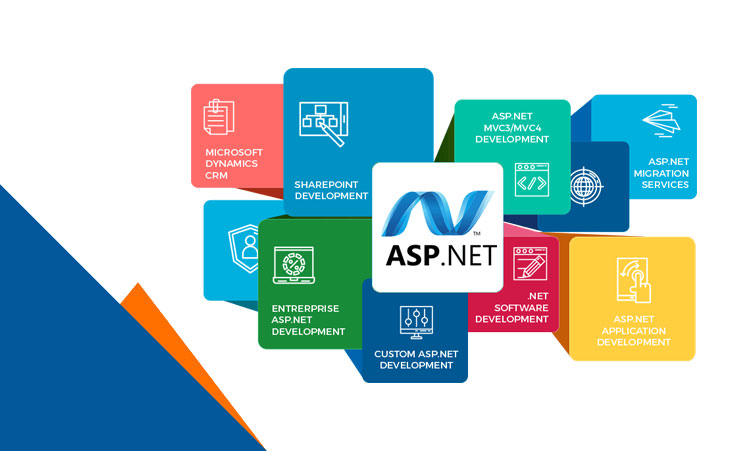 MICROSOFT
DYNAMICS
CRM
SHAREPOINT
DEVELOPMENT
ASP.NET
MVC3/MVC4
DEVELOPMENT
ASP.NET
MIGRATION
SERVICES
TM
ASP.NET
ENTRERPRISE
ASP.NET
DEVELOPMENT
CUSTOM ASP.NET
DEVELOPMENT
.NET
SOFTWARE
DEVELOPMENT
ASP.NET
APPLICATION
DEVELOPMENT